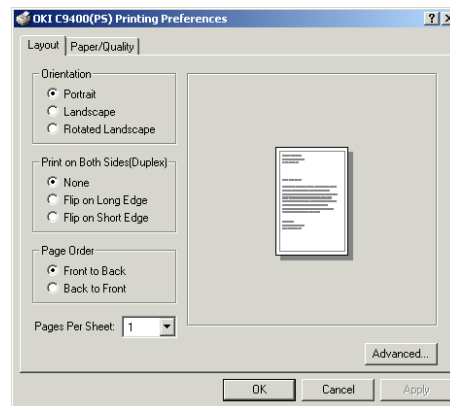 OKI C9400(PS) Printing Preferences
Layout
Paper/Quality
Orientation
Portrait
Landscape
Rotated Landscape
Print on Both Sides(Duplex)
None
Flip on Long Edge
Flip on Short Edge
Page Order
Front to Back
Back to Front
Pages Per Sheet: 1
Advanced...
OK Cancel Apply